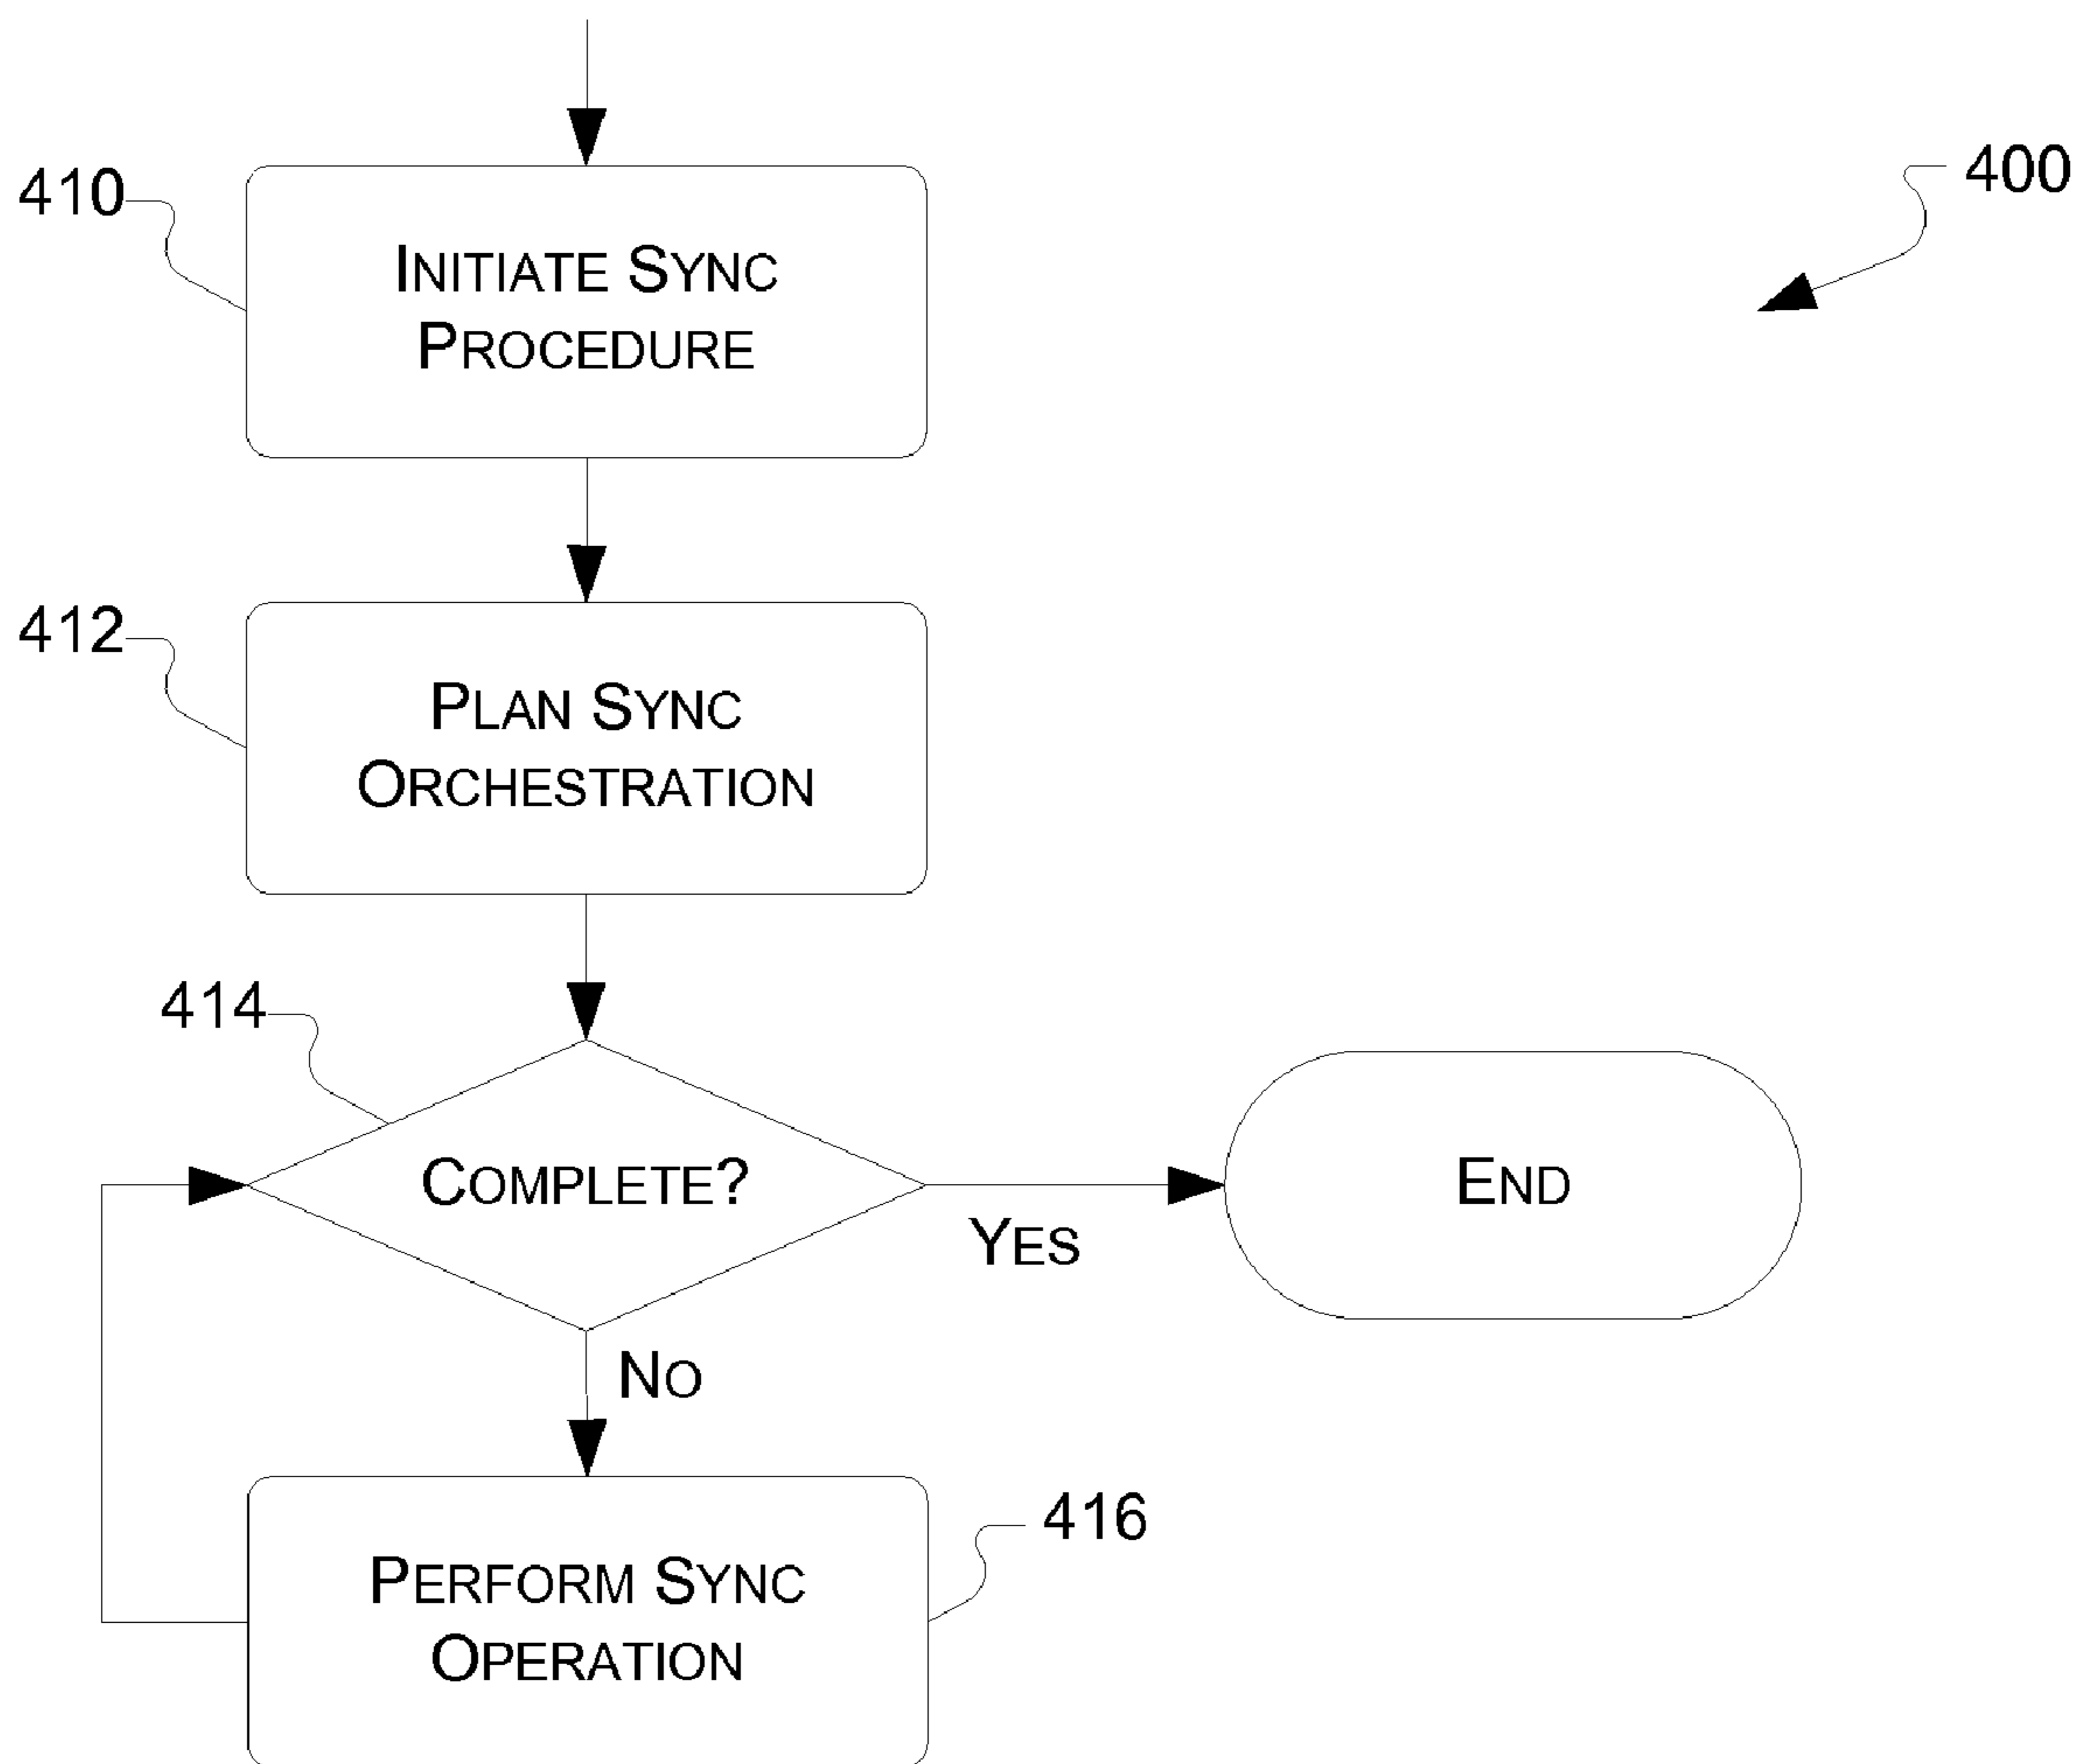 400
410
INITIATE SYNC
PROCEDURE
412
PLAN SYNC
ORCHESTRATION
414
COMPLETE?
END
YES
NO
416
PERFORM SYNC
OPERATION